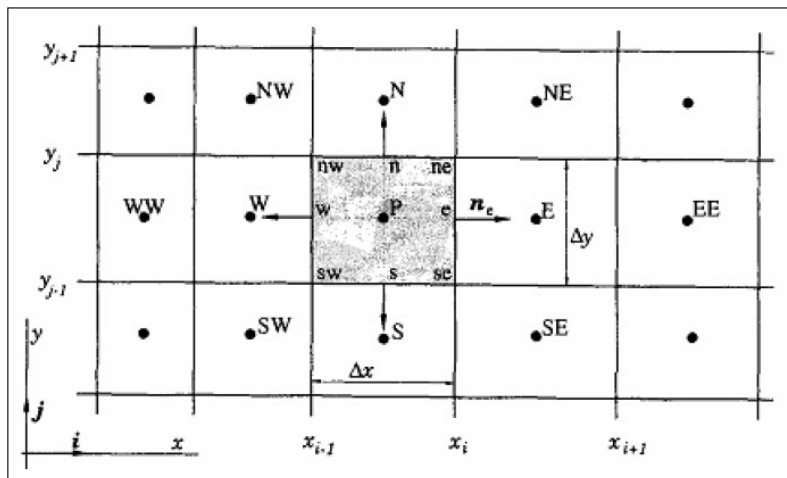 y_{j+1}
NW N NE
y_j
nw n ne
WW W w P e n_e E EE
Δy
sw s se
y_{j-1}
SW S SE
y
Δx
j
i x x_{i-1} x_i x_{i+1}